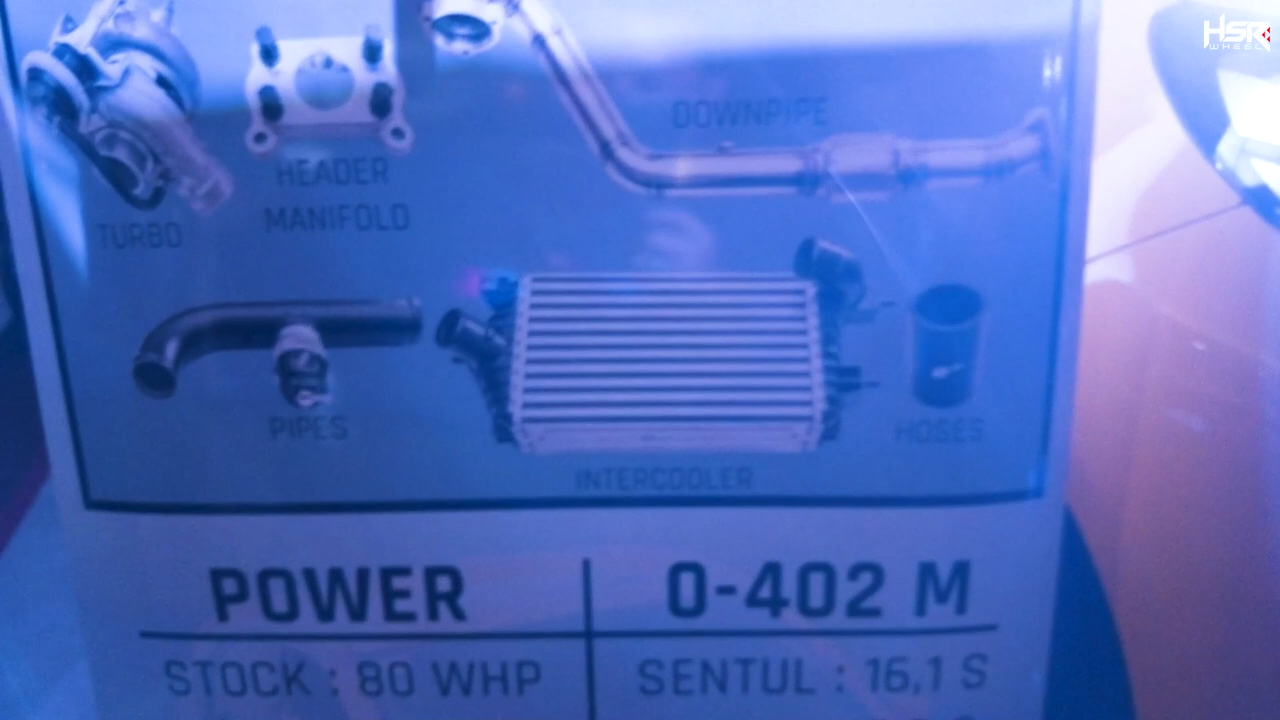 HSR
WHEEL
DOWNPIPE
HEADER
MANIFOLD
TURBO
PIPES
HOSES
INTERCOOLER
POWER
0-402 M
STOCK : 80 WHP
SENTUL : 16,1 S